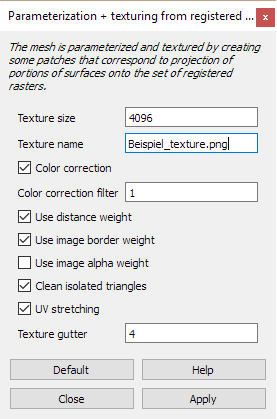 Parameterization + texturing from registered ...
The mesh is parameterized and textured by creating
some patches that correspond to projection of
portions of surfaces onto the set of registered
rasters.
Texture size 4096
Texture name Beispiel_texture.png
Color correction
Color correction filter 1
Use distance weight
Use image border weight
Use image alpha weight
Clean isolated triangles
UV stretching
Texture gutter 4
Default Help
Close Apply